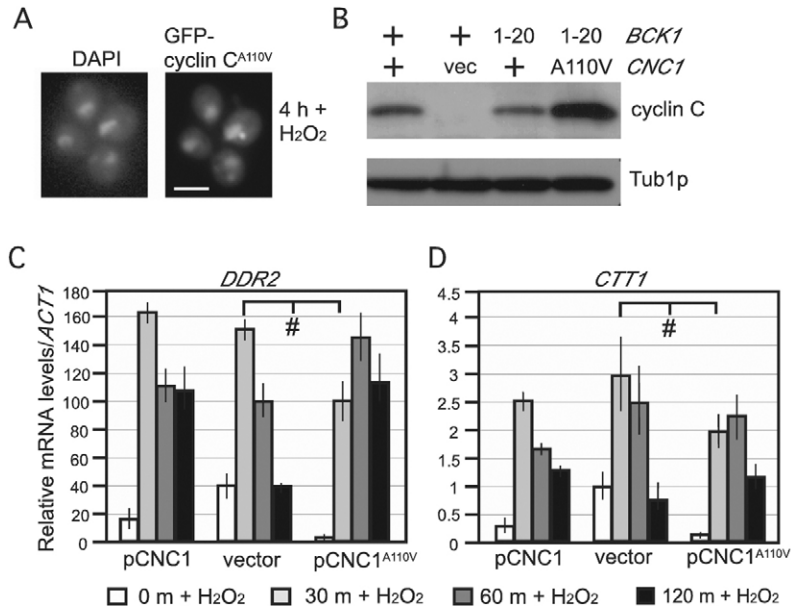 A
DAPI
GFP-
cyclin CA110V
4 h +
H2O2
B
+ + 1-20 1-20 BCK1
+ vec + A110V CNC1
cyclin C
Tub1p
C
DDR2
Relative mRNA levels/ACT1
180
160
140
120
100
80
60
40
20
0
#
pCNC1 vector pCNC1A110V
D
CTT1
4.5
4
3.5
3
2.5
2
1.5
1
0.5
0
#
pCNC1 vector pCNC1A110V
0 m + H2O2 30 m + H2O2 60 m + H2O2 120 m + H2O2